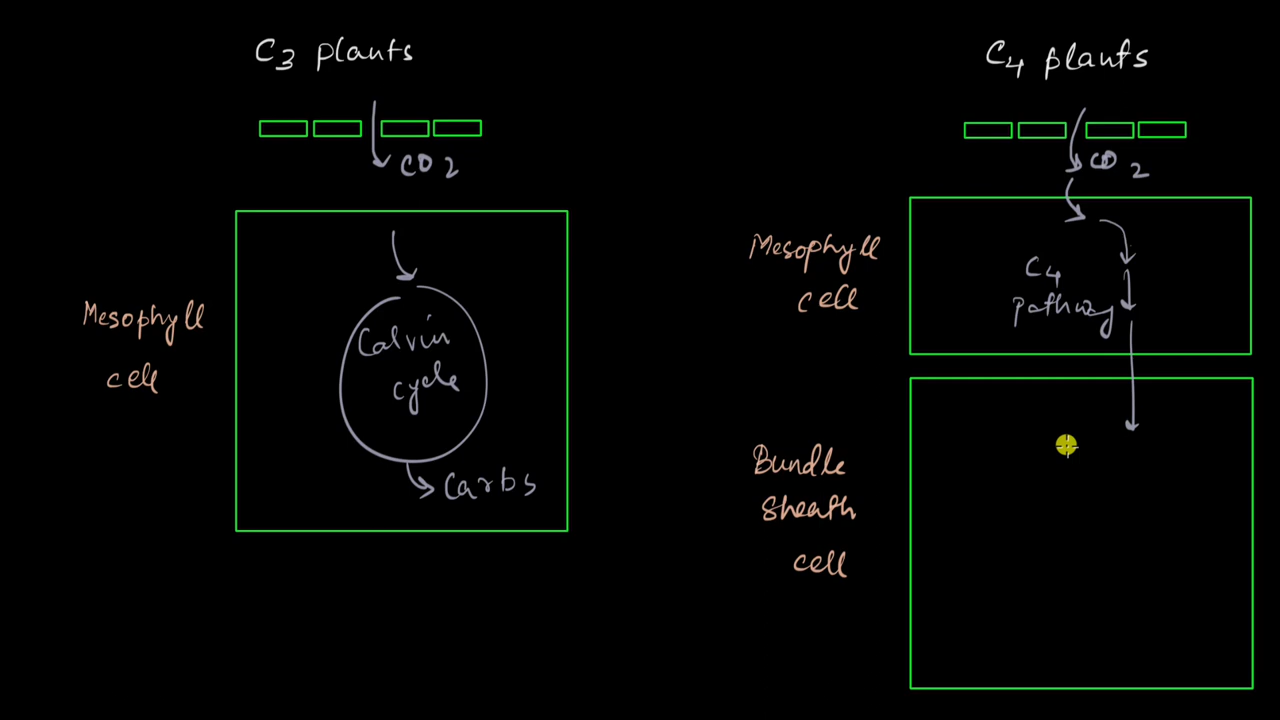 C3 plants
CO2
Mesophyll
cell
Calvin
cycle
Carbs
C4 plants
CO2
Mesophyll
cell
C4
pathway
Bundle
Sheath
cell